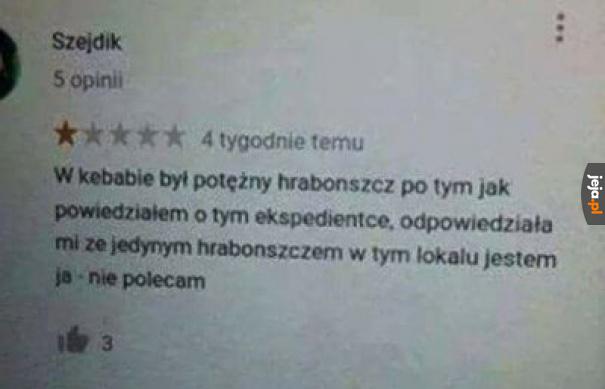 Szejdik
5 opinii
4 tygodnie temu
W kebabie był potężny hrabonszcz po tym jak
powiedziałem o tym ekspedientce, odpowiedziała
mi ze jedynym hrabonszczem w tym lokalu jestem
ja - nie polecam
3
jeja.pl